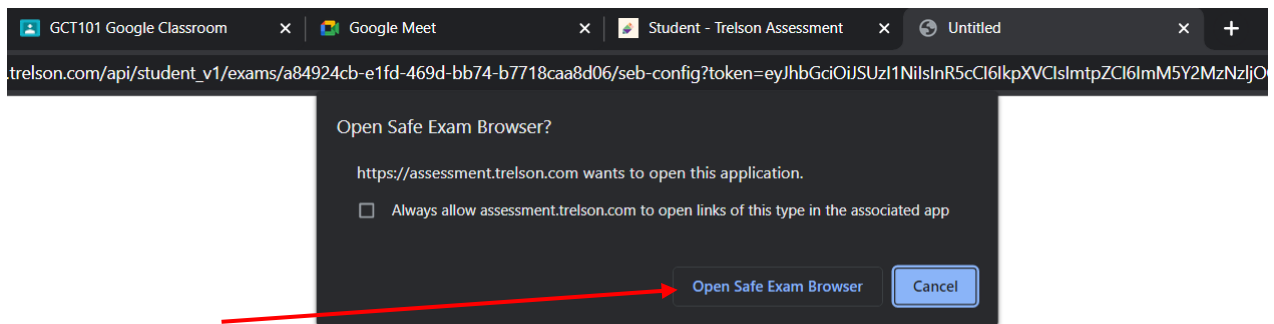 GCT101 Google Classroom
Google Meet
Student - Trelson Assessment
Untitled
.trelson.com/api/student_v1/exams/a84924cb-e1fd-469d-bb74-b7718caa8d06/seb-config?token=eyJhbGciOiJSUzI1NiIsInR5cCI6IkpXVCIsImtpZCI6ImM5Y2MzNzljO
Open Safe Exam Browser?
https://assessment.trelson.com wants to open this application.
Always allow assessment.trelson.com to open links of this type in the associated app
Open Safe Exam Browser
Cancel